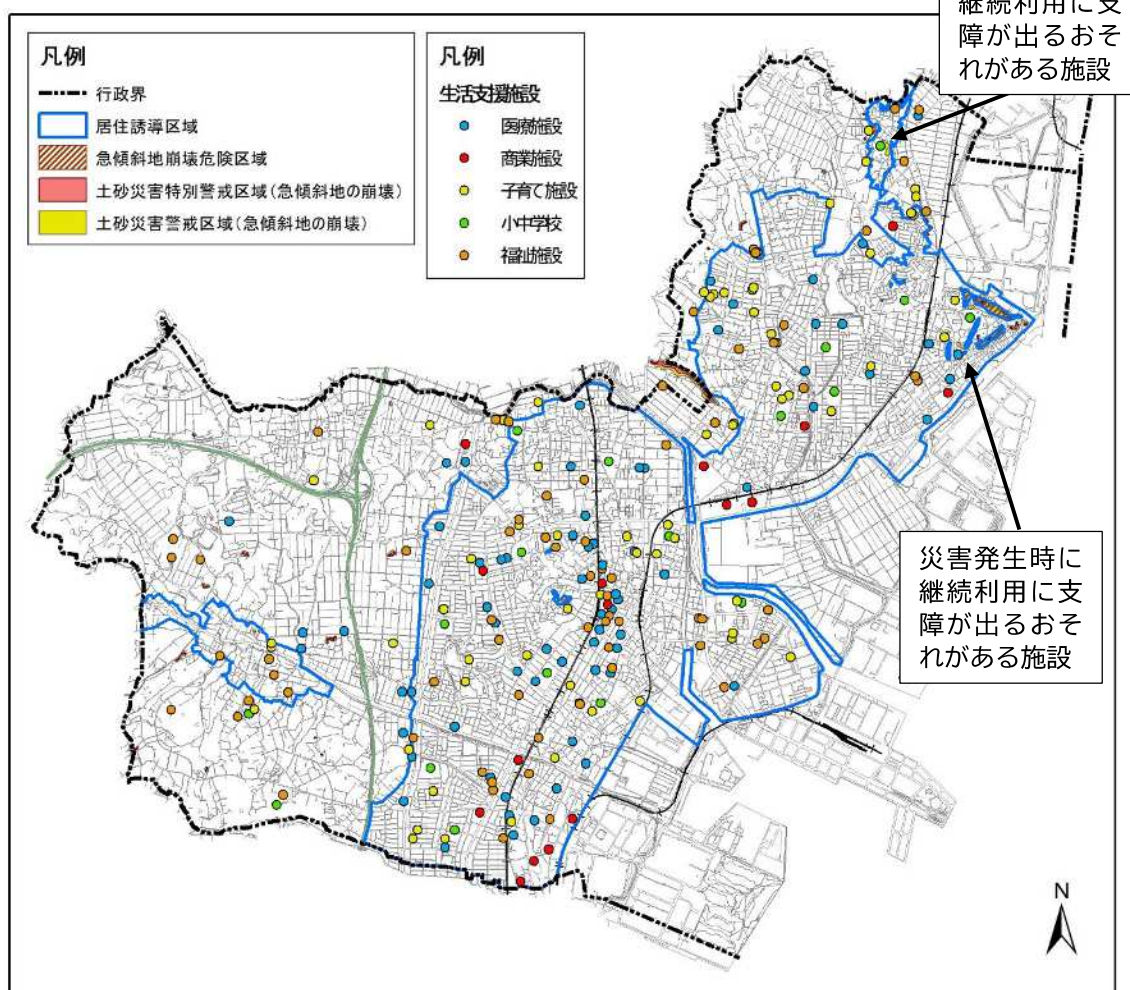 継続利用に支
障が出るおそ
れがある施設
凡例
行政界
居住誘導区域
急傾斜地崩壊危険区域
土砂災害特別警戒区域(急傾斜地の崩壊)
土砂災害警戒区域(急傾斜地の崩壊)
凡例
生活支援施設
医療施設
商業施設
子育て施設
小中学校
福祉施設
災害発生時に
継続利用に支
障が出るおそ
れがある施設
N